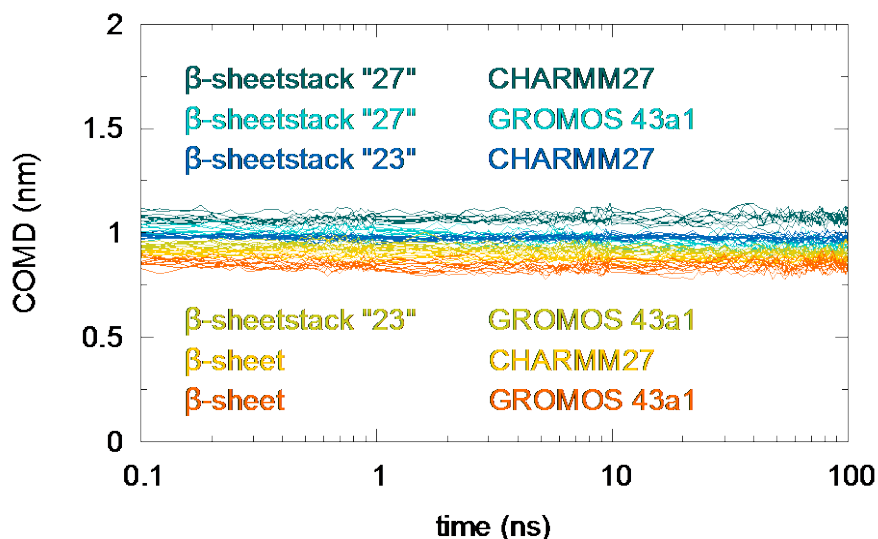 2
β-sheetstack "27" CHARMM27
β-sheetstack "27" GROMOS 43a1
1.5
β-sheetstack "23" CHARMM27
COMD (nm)
1
β-sheetstack "23" GROMOS 43a1
0.5
β-sheet CHARMM27
β-sheet GROMOS 43a1
0
0.1 1 10 100
time (ns)